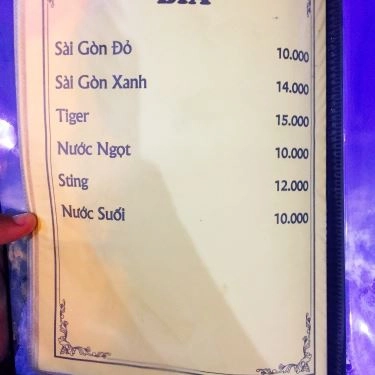 BIA
Sài Gòn Đỏ 10.000
Sài Gòn Xanh 14.000
Tiger 15.000
Nước Ngọt 10.000
Sting 12.000
Nước Suối 10.000